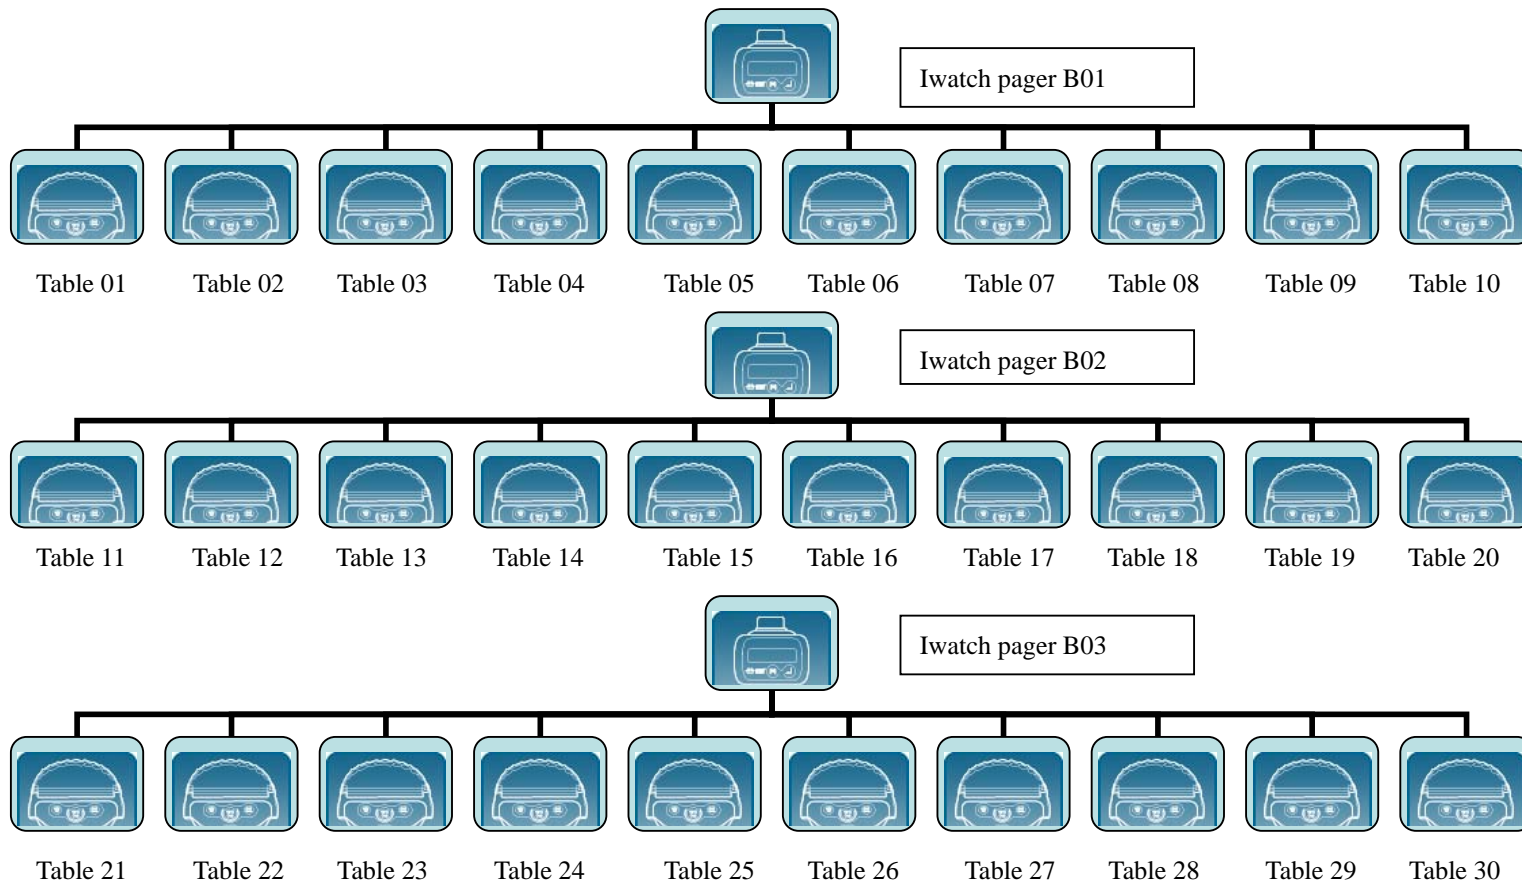 Iwatch pager B01
Table 01 Table 02 Table 03 Table 04 Table 05 Table 06 Table 07 Table 08 Table 09 Table 10
Iwatch pager B02
Table 11 Table 12 Table 13 Table 14 Table 15 Table 16 Table 17 Table 18 Table 19 Table 20
Iwatch pager B03
Table 21 Table 22 Table 23 Table 24 Table 25 Table 26 Table 27 Table 28 Table 29 Table 30